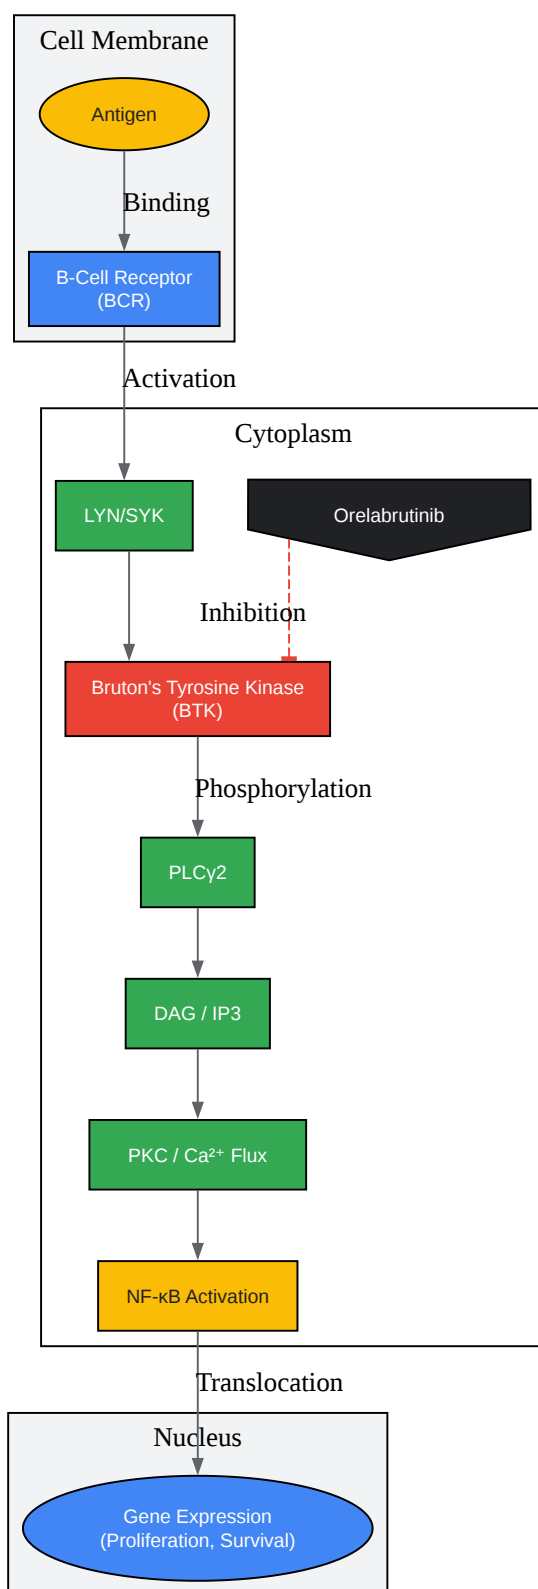 Cell Membrane
Antigen
Binding
B-Cell Receptor
(BCR)
Activation
Cytoplasm
LYN/SYK
Orelabrutinib
Inhibition
Bruton's Tyrosine Kinase
(BTK)
Phosphorylation
PLCγ2
DAG / IP3
PKC / Ca²⁺ Flux
NF-κB Activation
Translocation
Nucleus
Gene Expression
(Proliferation, Survival)